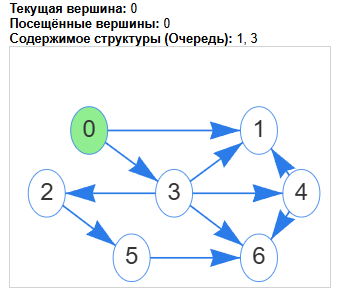 Текущая вершина: 0
Посещённые вершины: 0
Содержимое структуры (Очередь): 1, 3
0 1
2 3 4
5 6